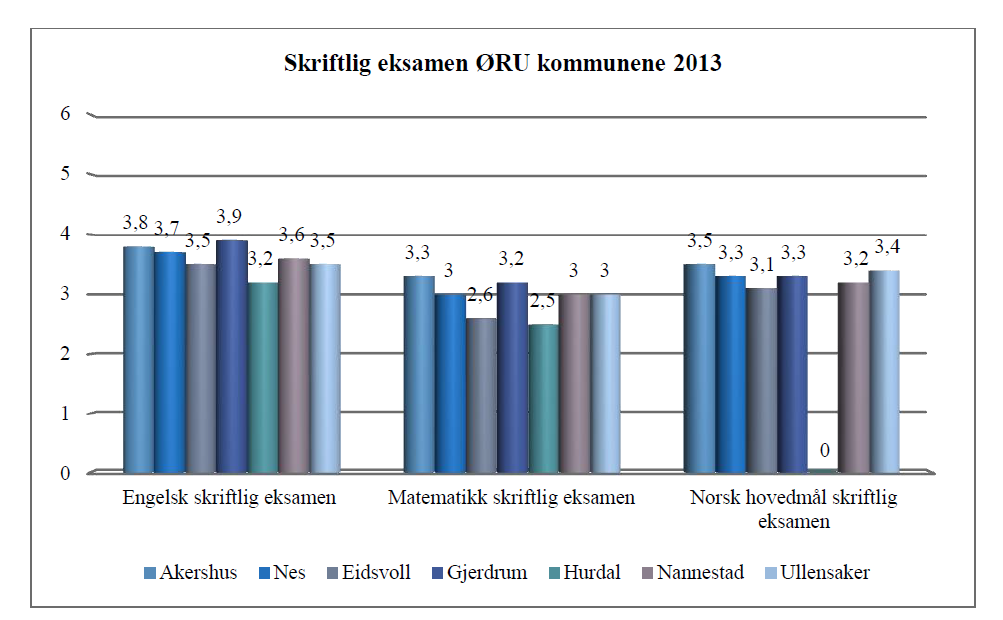 Skriftlig eksamen ØRU kommunene 2013
6
5
4
3
2
1
0
3,8 3,7 3,5 3,9 3,2 3,6 3,5
3,3 3 2,6 3,2 2,5 3 3
3,5 3,3 3,1 3,3 0 3,2 3,4
Engelsk skriftlig eksamen
Matematikk skriftlig eksamen
Norsk hovedmål skriftlig
eksamen
Akershus Nes Eidsvoll Gjerdrum Hurdal Nannestad Ullensaker